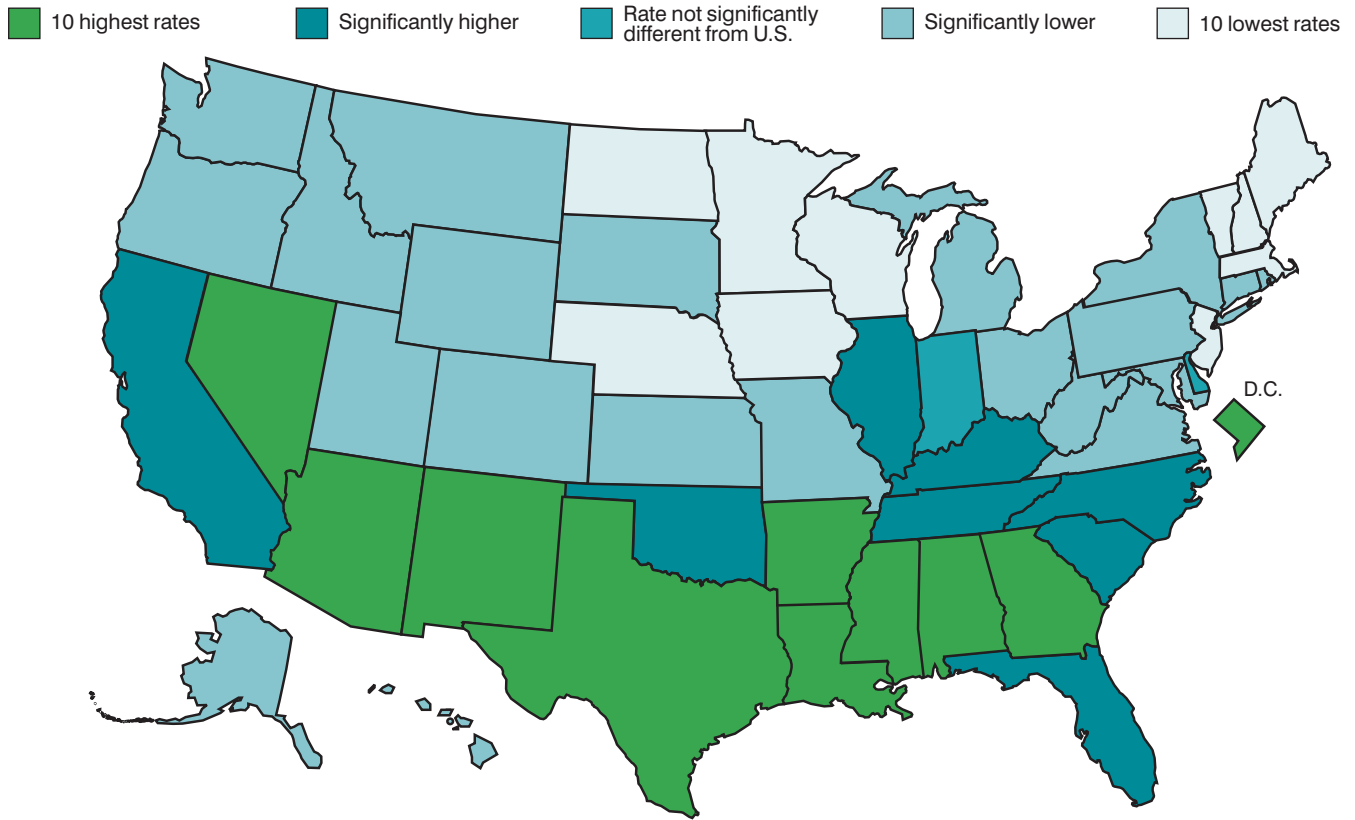 10 highest rates
Significantly higher
Rate not significantly
different from U.S.
Significantly lower
10 lowest rates
D.C.